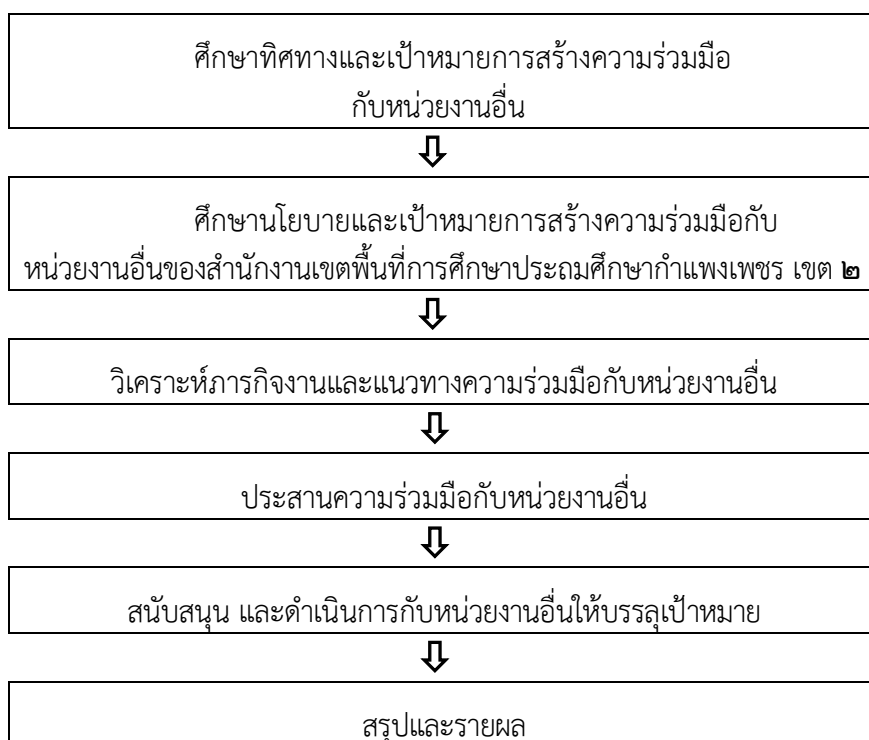 ศึกษาทิศทางและเป้าหมายการสร้างความร่วมมือ
กับหน่วยงานอื่น
ศึกษานโยบายและเป้าหมายการสร้างความร่วมมือกับ
หน่วยงานอื่นของสำนักงานเขตพื้นที่การศึกษาประถมศึกษากำแพงเพชร เขต ๒
วิเคราะห์ภารกิจงานและแนวทางความร่วมมือกับหน่วยงานอื่น
ประสานความร่วมมือกับหน่วยงานอื่น
สนับสนุน และดำเนินการกับหน่วยงานอื่นให้บรรลุเป้าหมาย
สรุปและรายผล